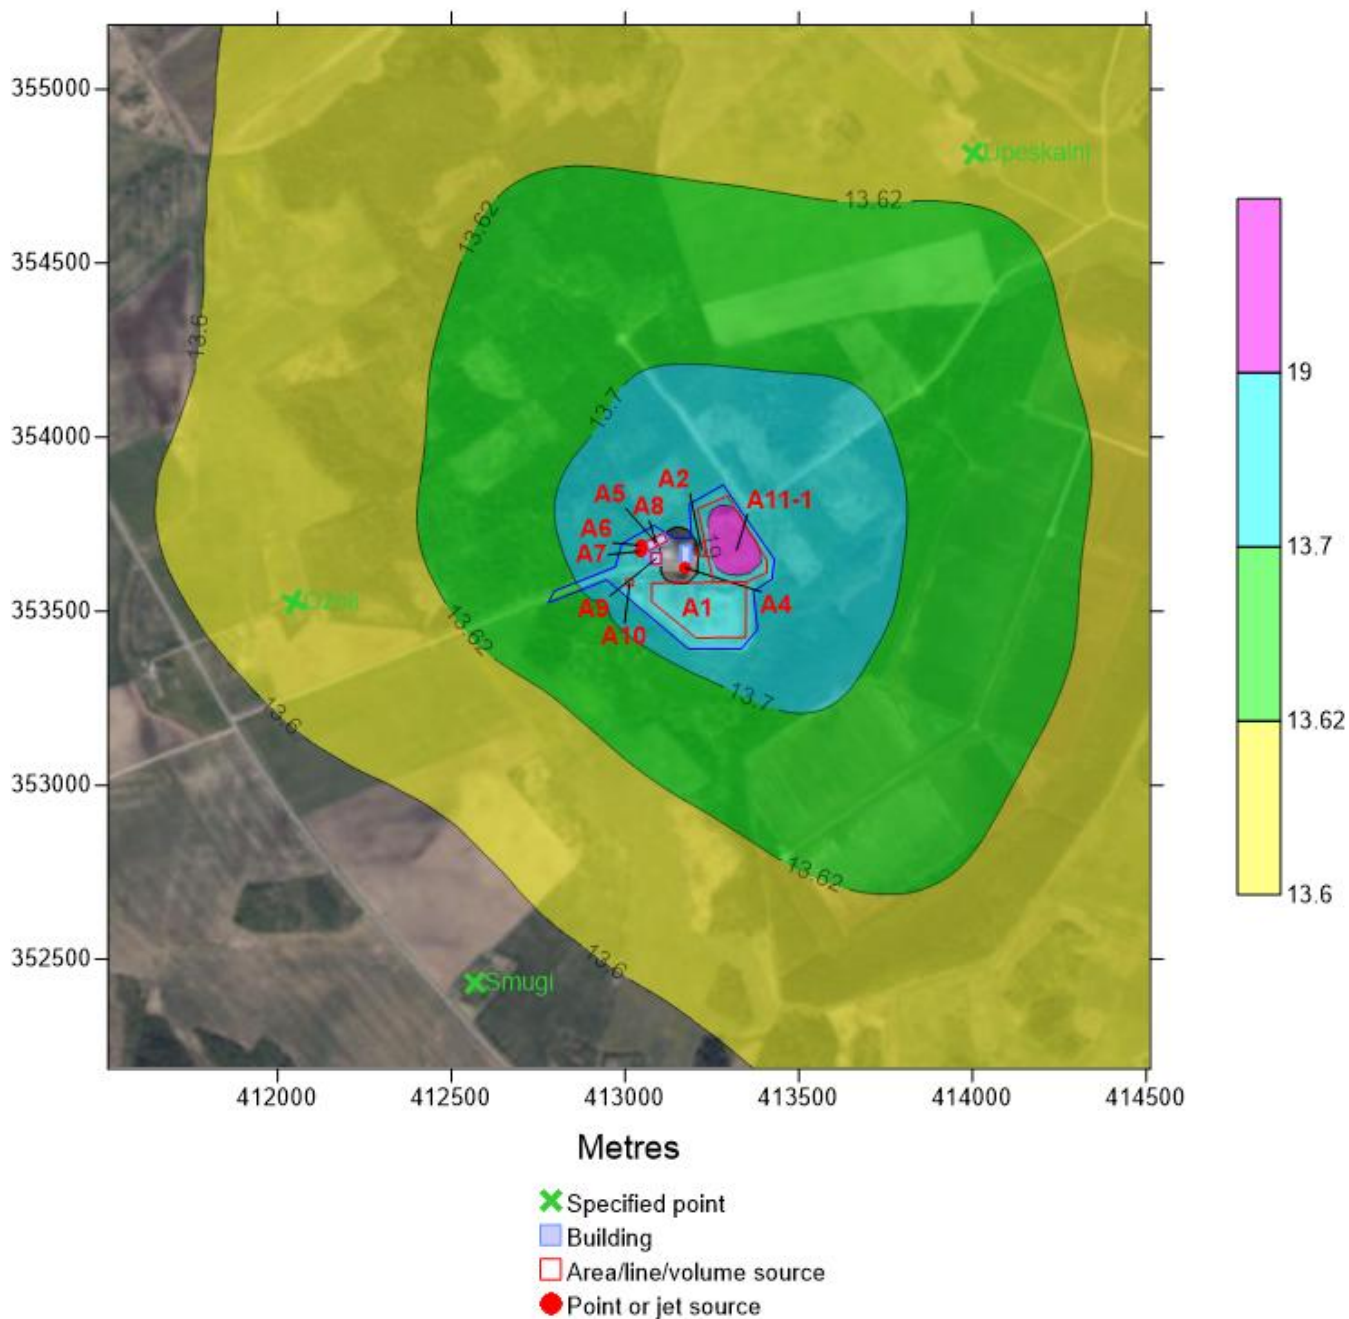 355000
Lipeskalni
13.62
13.62
354500
13.6
19
354000
13.7
A2
A5
A11-1
A8
A6
19
A7
353500
Ozoli
A9
A1
A4
A10
13.62
13.7
13.6
353000
13.62
352500
13.6
Smugi
412000
412500
413000
413500
414000
414500
13.7
13.62
13.6
Metres
Specified point
Building
Area/line/volume source
Point or jet source